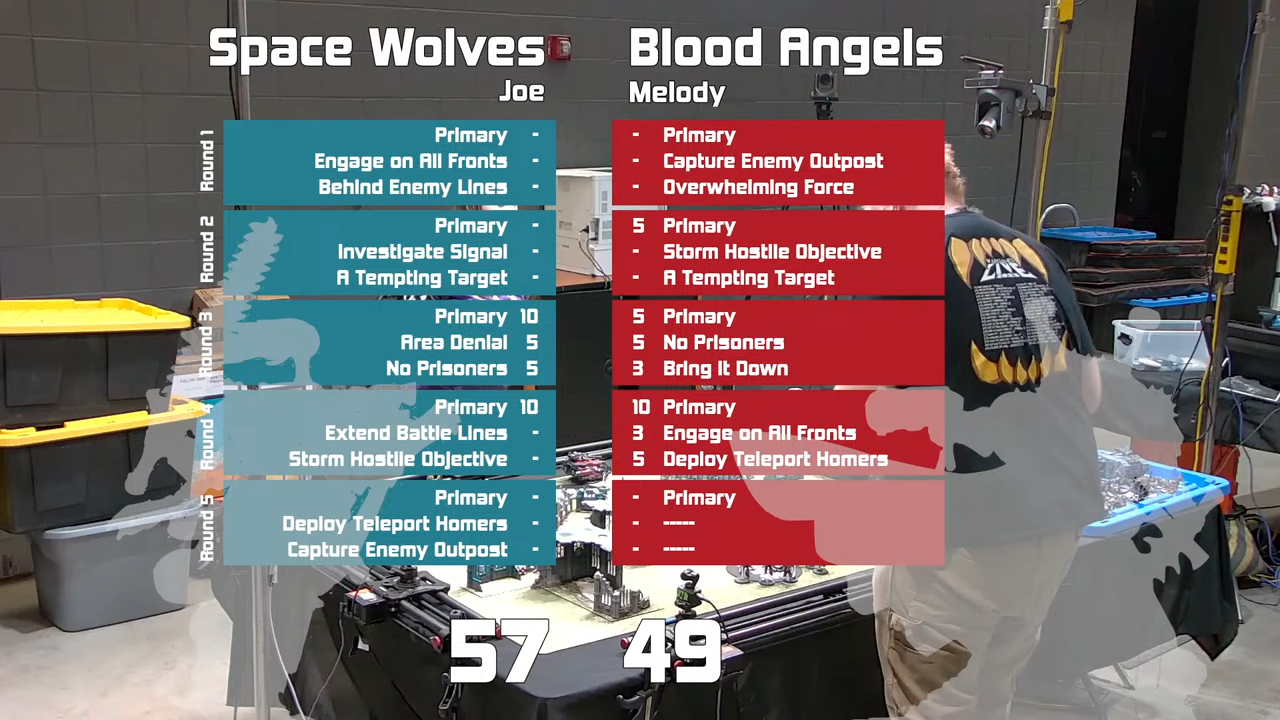 Space Wolves
Joe
Blood Angels
Melody
Round 1
Primary -
Engage on All Fronts -
Behind Enemy Lines -
- Primary
- Capture Enemy Outpost
- Overwhelming Force
Round 2
Primary -
Investigate Signal -
A Tempting Target -
5 Primary
- Storm Hostile Objective
- A Tempting Target
Round 3
Primary 10
Area Denial 5
No Prisoners 5
5 Primary
5 No Prisoners
3 Bring It Down
Round 4
Primary 10
Extend Battle Lines -
Storm Hostile Objective -
10 Primary
3 Engage on All Fronts
5 Deploy Teleport Homers
Round 5
Primary -
Deploy Teleport Homers -
Capture Enemy Outpost -
- Primary
- -----
- -----
57
49
LIVE